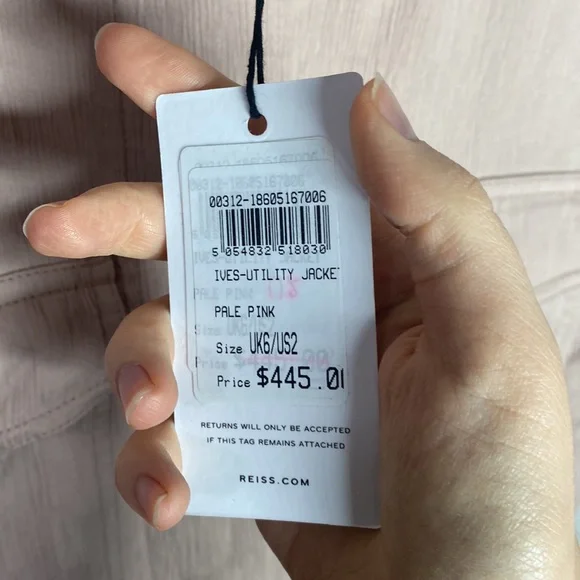 00312-18605167006
5 054832 518030
IVES-UTILITY JACKE
PALE PINK
Size UK6/US2
Price $445.0
RETURNS WILL ONLY BE ACCEPTED
IF THIS TAG REMAINS ATTACHED
REISS.COM